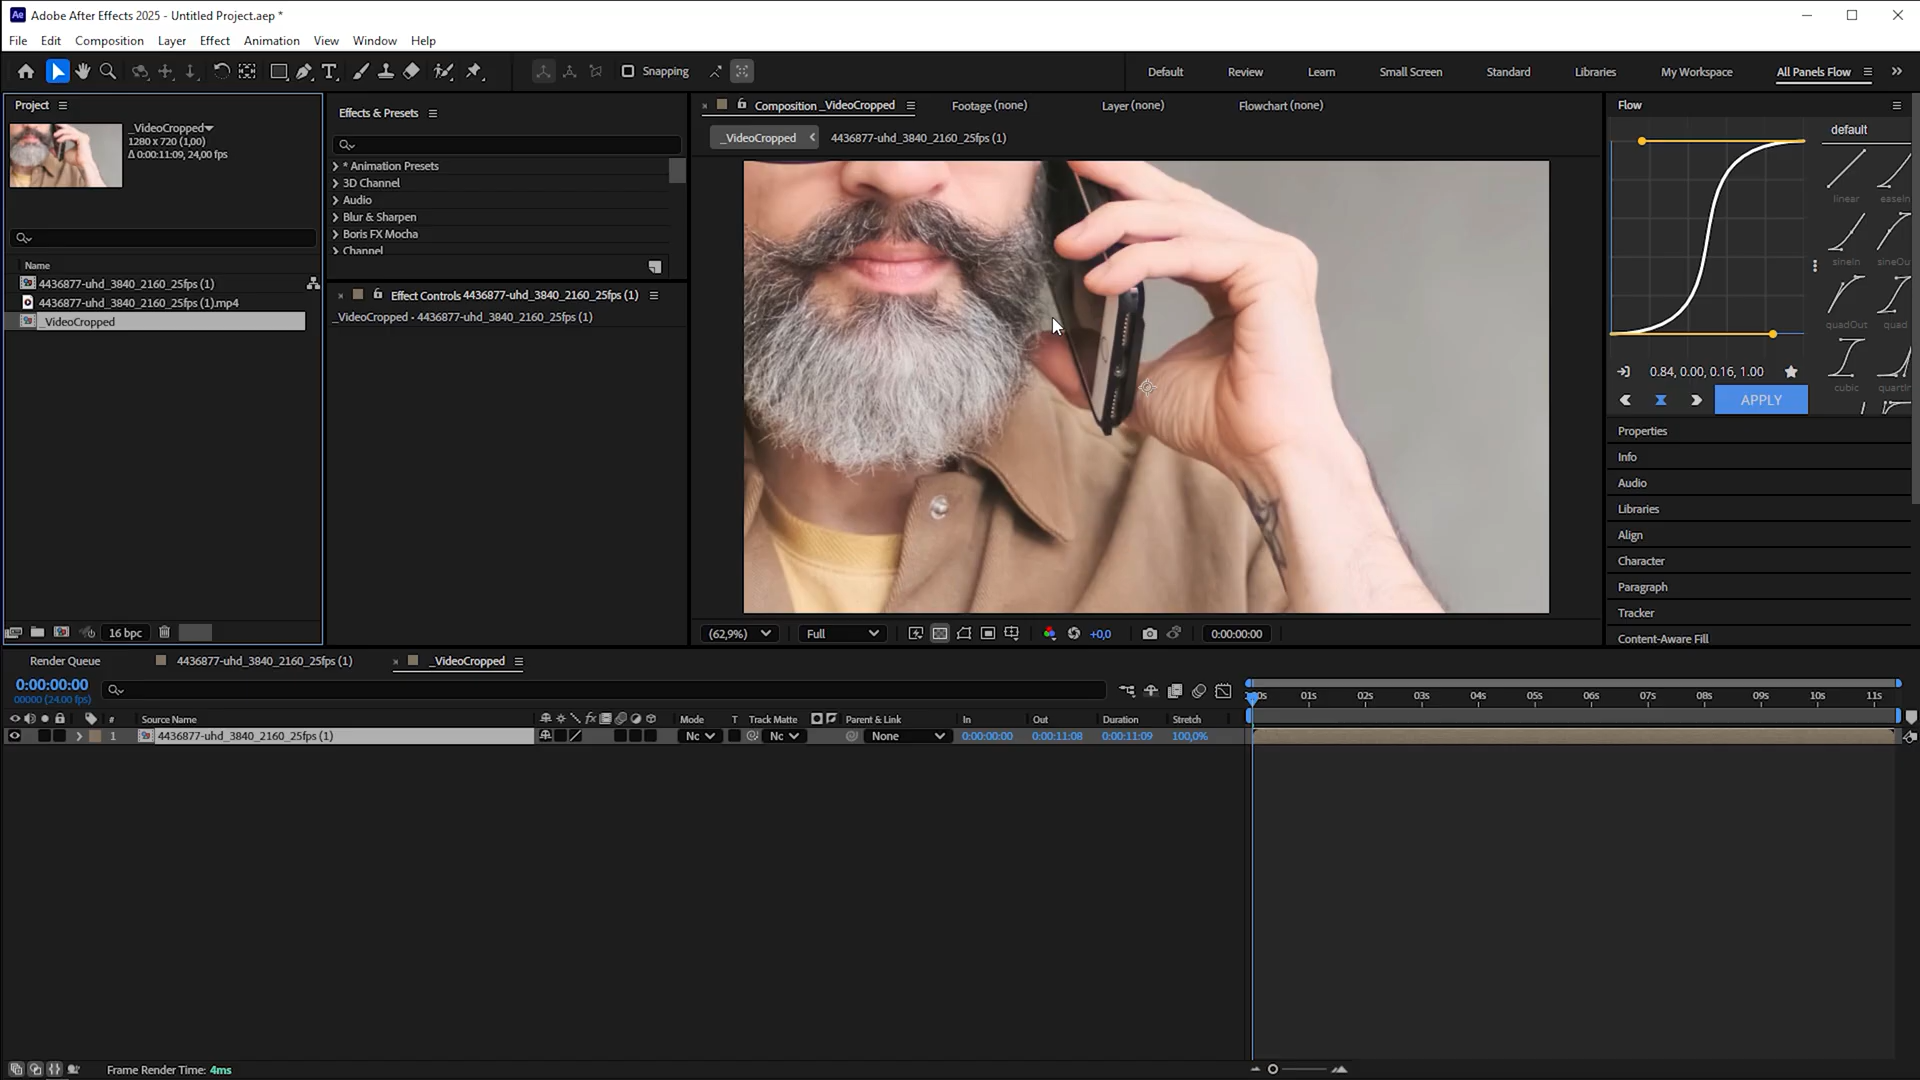 Adobe After Effects 2025 - Untitled Project.aep *
File Edit Composition Layer Effect Animation View Window Help
Snapping
Default Review Learn Small Screen Standard Libraries My Workspace All Panels Flow
Project
_VideoCropped
1280 x 720 (1,00)
Δ 0:00:11:09, 24,00 fps
Name
4436877-uhd_3840_2160_25fps (1)
4436877-uhd_3840_2160_25fps (1).mp4
_VideoCropped
16 bpc
Effects & Presets
* Animation Presets
3D Channel
Audio
Blur & Sharpen
Boris FX Mocha
Channel
Effect Controls 4436877-uhd_3840_2160_25fps (1)
_VideoCropped - 4436877-uhd_3840_2160_25fps (1)
Composition _VideoCropped Footage (none) Layer (none) Flowchart (none)
_VideoCropped 4436877-uhd_3840_2160_25fps (1)
(62,9%) Full +0,0 0:00:00:00
Flow
default
linear easeIn
sineIn sineOu
quadOut quad
cubic quartIn
0.84, 0.00, 0.16, 1.00
APPLY
Properties
Info
Audio
Libraries
Align
Character
Paragraph
Tracker
Content-Aware Fill
Render Queue 4436877-uhd_3840_2160_25fps (1) _VideoCropped
0:00:00:00
00000 (24.00 fps)
:00s 01s 02s 03s 04s 05s 06s 07s 08s 09s 10s 11s
# Source Name fx Mode T Track Matte Parent & Link In Out Duration Stretch
1 4436877-uhd_3840_2160_25fps (1) Nc Nc None 0:00:00:00 0:00:11:08 0:00:11:09 100,0%
Frame Render Time: 4ms